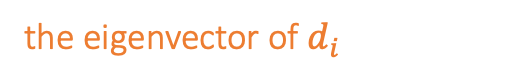 the eigenvector of dᵢ